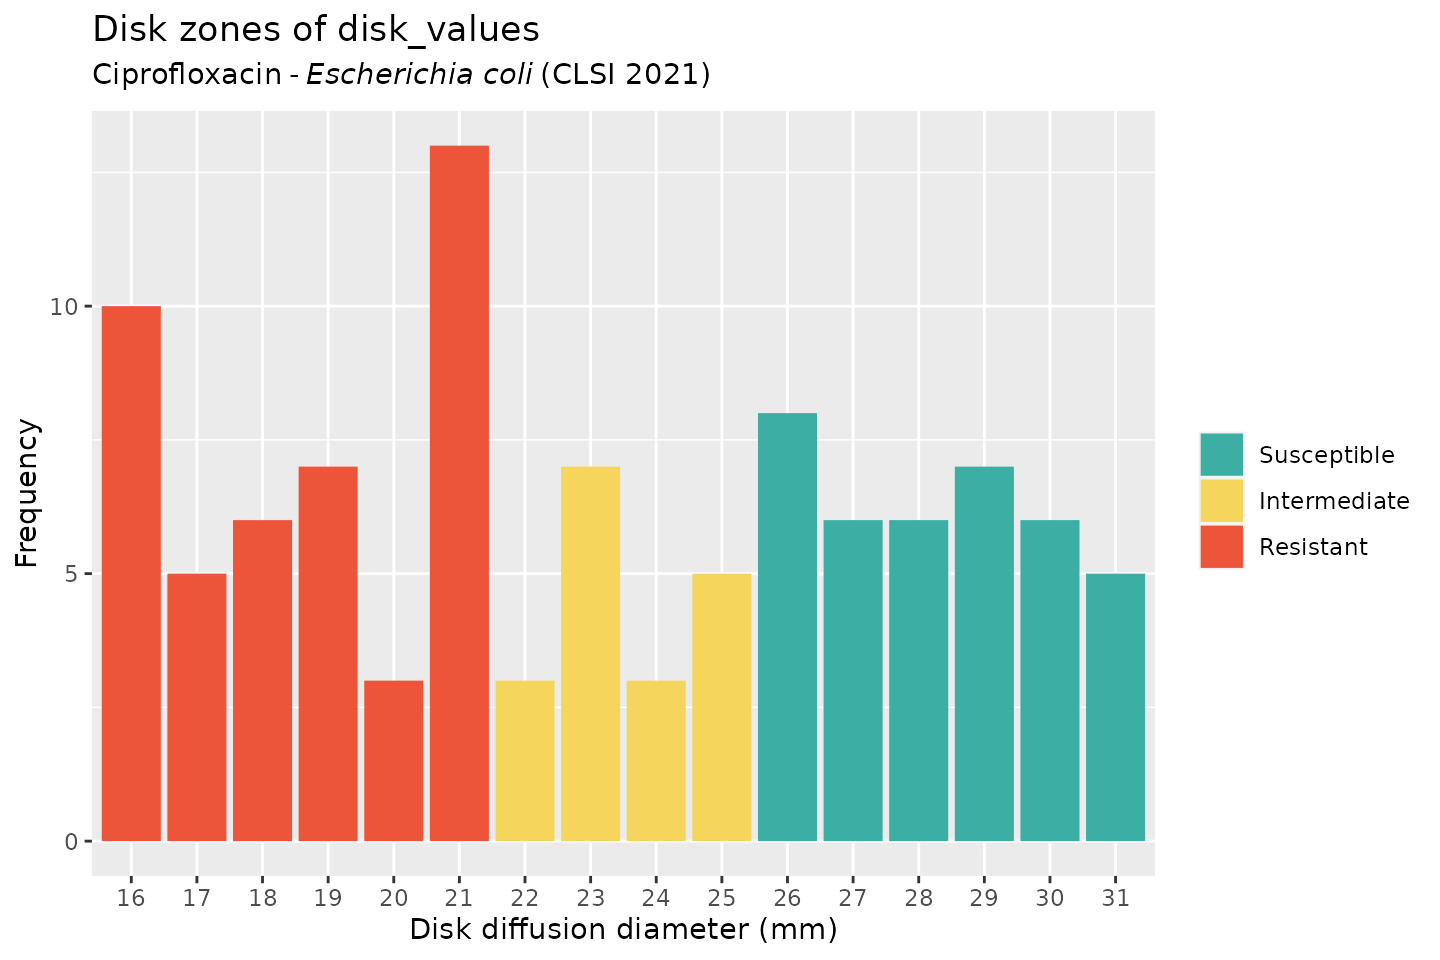 Disk zones of disk_values
Ciprofloxacin - Escherichia coli (CLSI 2021)
Frequency
10
5
0
16 17 18 19 20 21 22 23 24 25 26 27 28 29 30 31
Disk diffusion diameter (mm)
Susceptible
Intermediate
Resistant